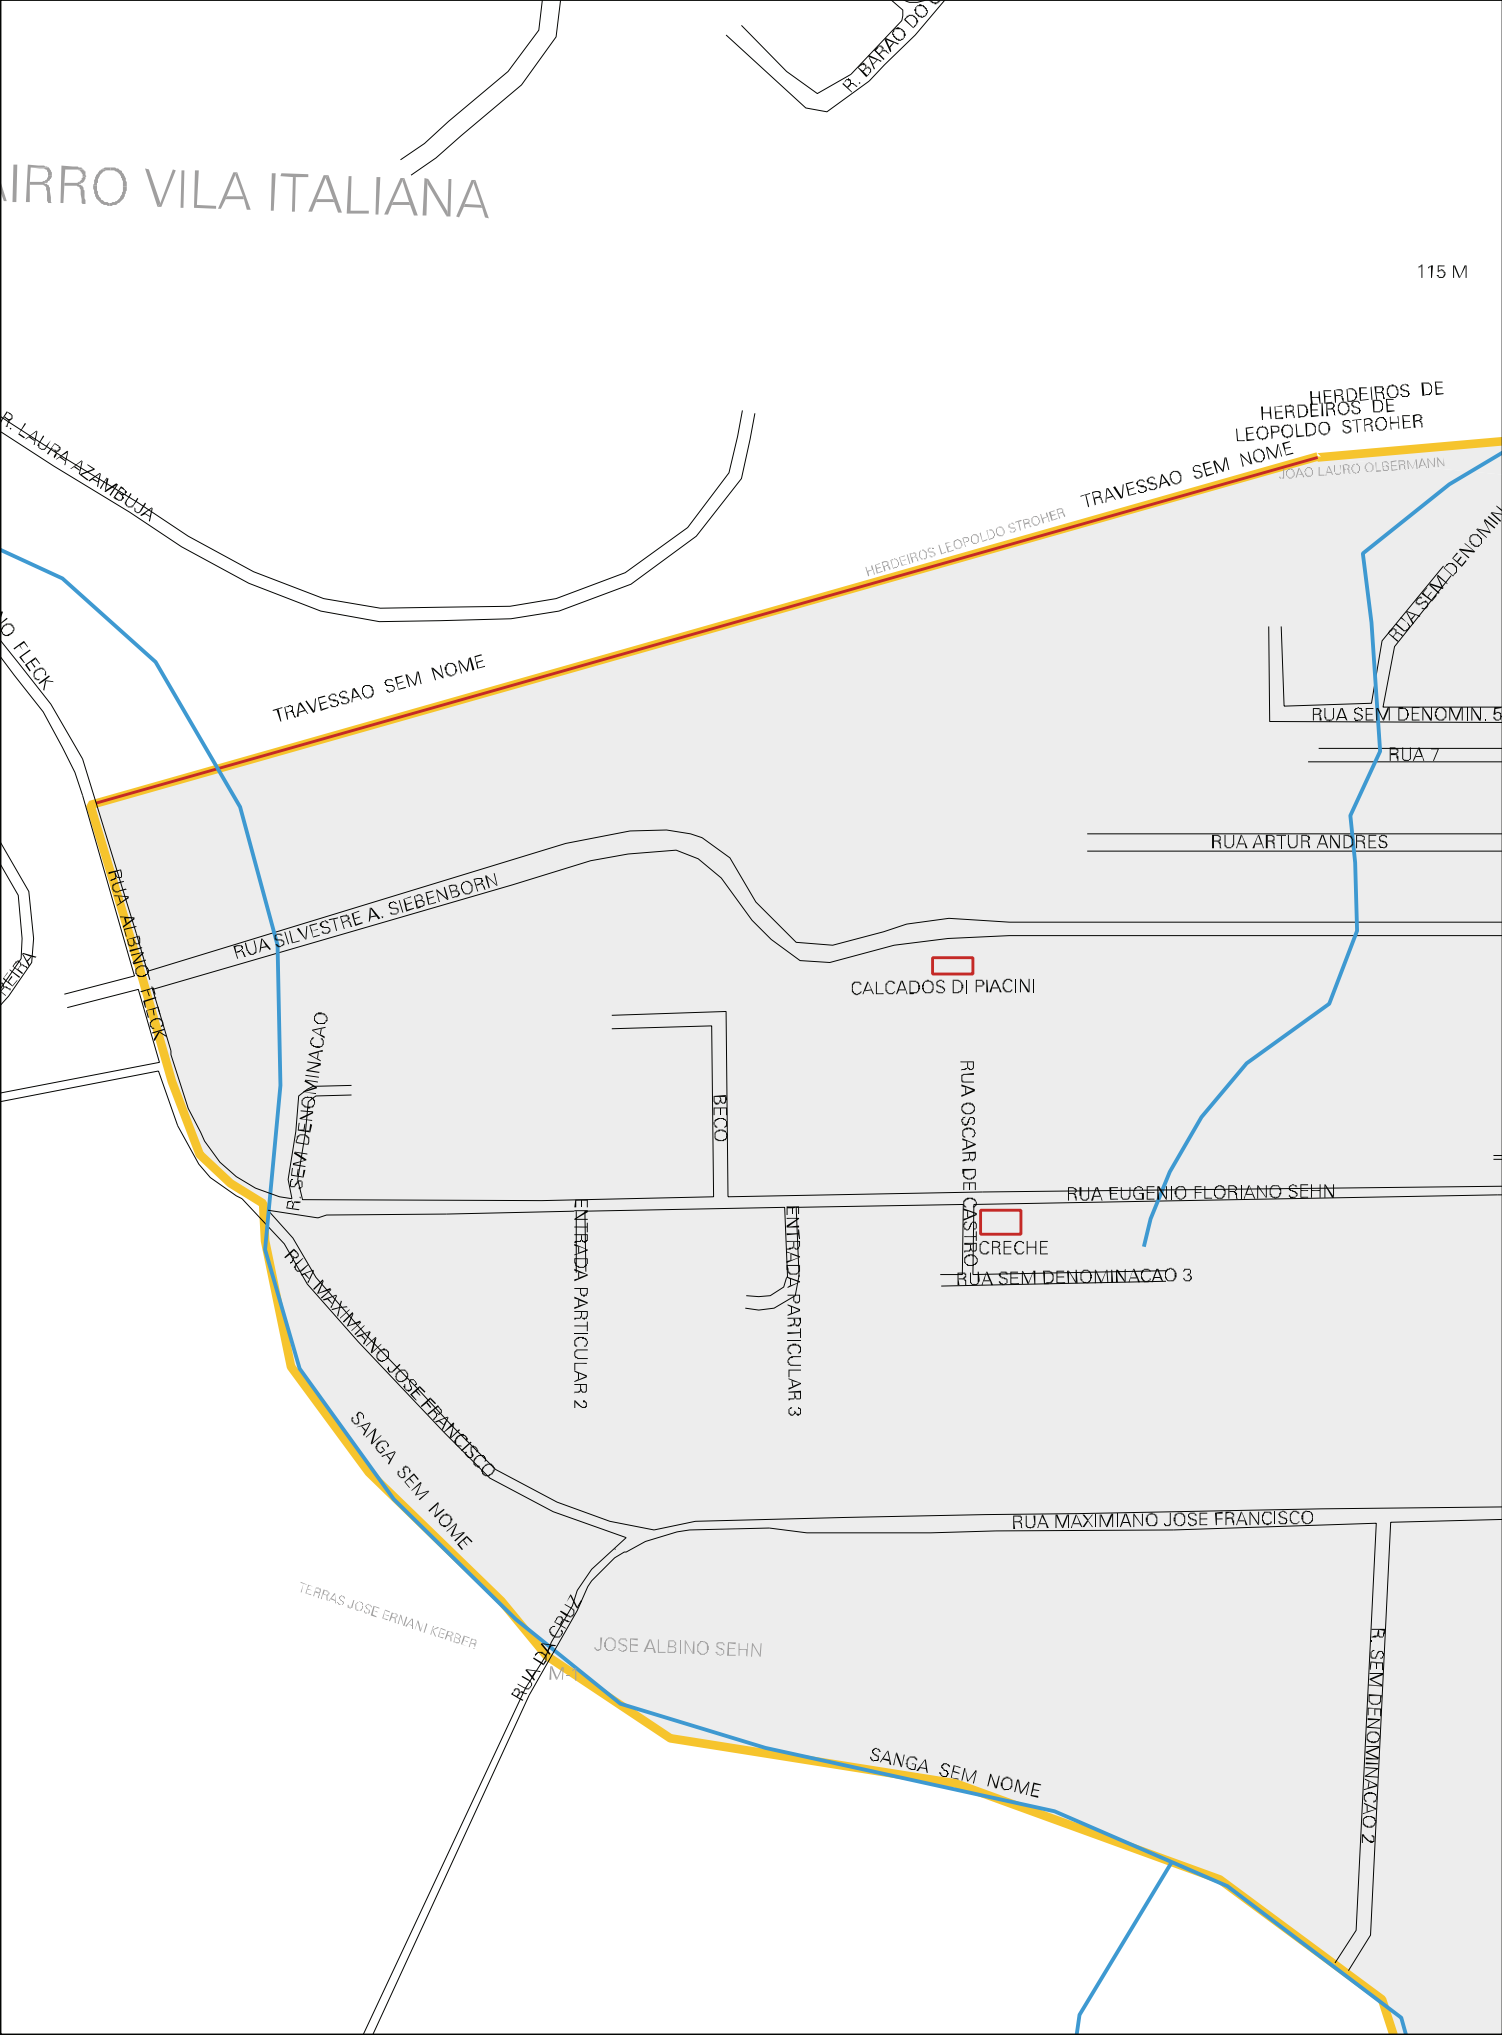 R. BARAO DO
AIRRO VILA ITALIANA
115 M
HERDEIROS DE
HERDEIROS DE
LEOPOLDO STROHER
TRAVESSAO SEM NOME
JOAO LAURO OLBERMANN
R. LAURA AZAMBUJA
HERDEIROS LEOPOLDO STROHER
RUA SEM DENOMIN
NO FLECK
TRAVESSAO SEM NOME
RUA SEM DENOMIN. 5
RUA 7
RUA ARTUR ANDRES
RUA ALBINO FLECK
RUA SILVESTRE A. SIEBENBORN
REIRA
CALCADOS DI PIACINI
R. SEM DENOMINACAO
BECO
RUA OSCAR DE CASTRO
RUA EUGENIO FLORIANO SEHN
ENTRADA PARTICULAR 2
ENTRADA PARTICULAR 3
CRECHE
RUA SEM DENOMINACAO 3
RUA MAXIMIANO JOSE FRANCISCO
SANGA SEM NOME
RUA MAXIMIANO JOSE FRANCISCO
TERRAS JOSE ERNANI KERBER
RUA DA CRUZ
JOSE ALBINO SEHN
M-1
R. SEM DENOMINACAO 2
SANGA SEM NOME